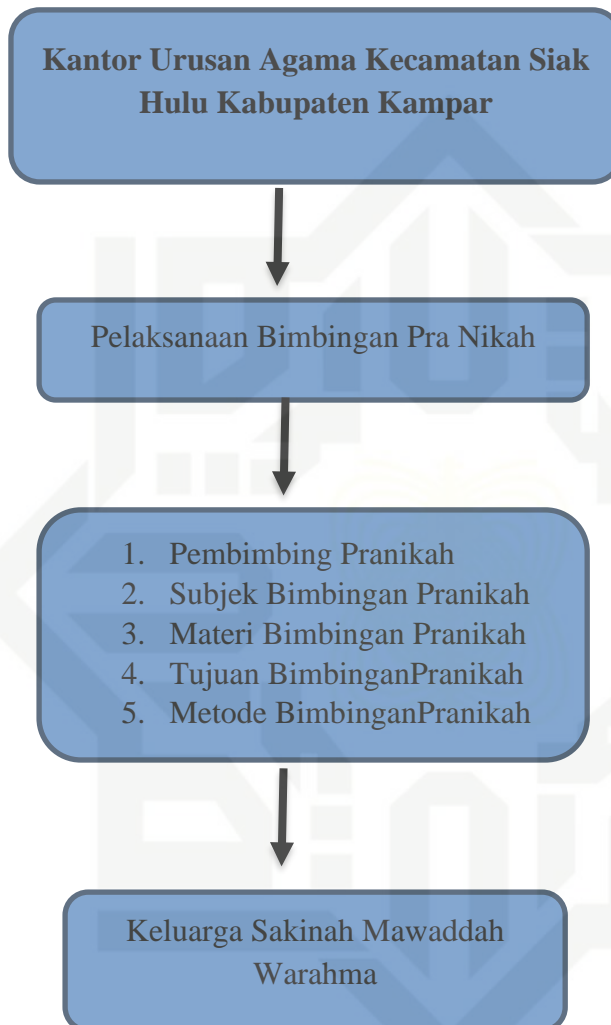 Kantor Urusan Agama Kecamatan Siak
Hulu Kabupaten Kampar
Pelaksanaan Bimbingan Pra Nikah
1. Pembimbing Pranikah
2. Subjek Bimbingan Pranikah
3. Materi Bimbingan Pranikah
4. Tujuan BimbinganPranikah
5. Metode BimbinganPranikah
Keluarga Sakinah Mawaddah
Warahma